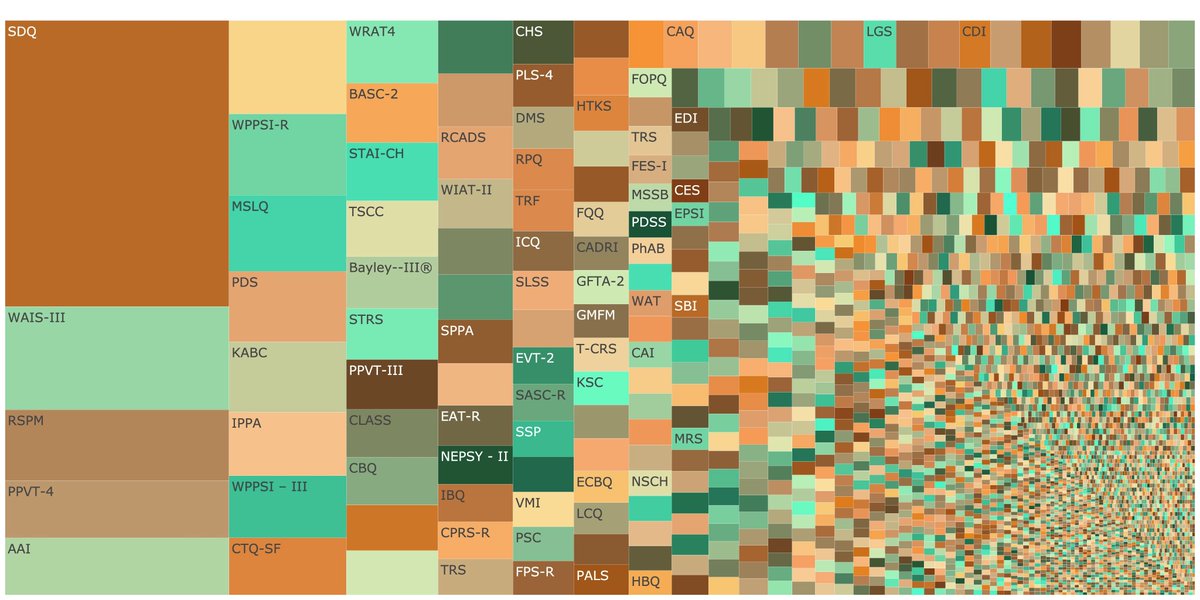 SDQ
WAIS-III
RSPM
PPVT-4
AAI
WPPSI-R
MSLQ
PDS
KABC
IPPA
WPPSI – III
CTQ-SF
WRAT4
BASC-2
STAI-CH
TSCC
Bayley--III®
STRS
PPVT-III
CLASS
CBQ
RCADS
WIAT-II
SPPA
EAT-R
NEPSY - II
IBQ
CPRS-R
TRS
CHS
PLS-4
DMS
RPQ
TRF
ICQ
SLSS
EVT-2
SASC-R
SSP
VMI
PSC
FPS-R
HTKS
FQQ
CADRI
GFTA-2
GMFM
T-CRS
KSC
ECBQ
LCQ
PALS
CAQ
LGS
CDI
FOPQ
TRS
FES-I
MSSB
PDSS
PhAB
WAT
CAI
NSCH
HBQ
EDI
CES
EPSI
SBI
MRS